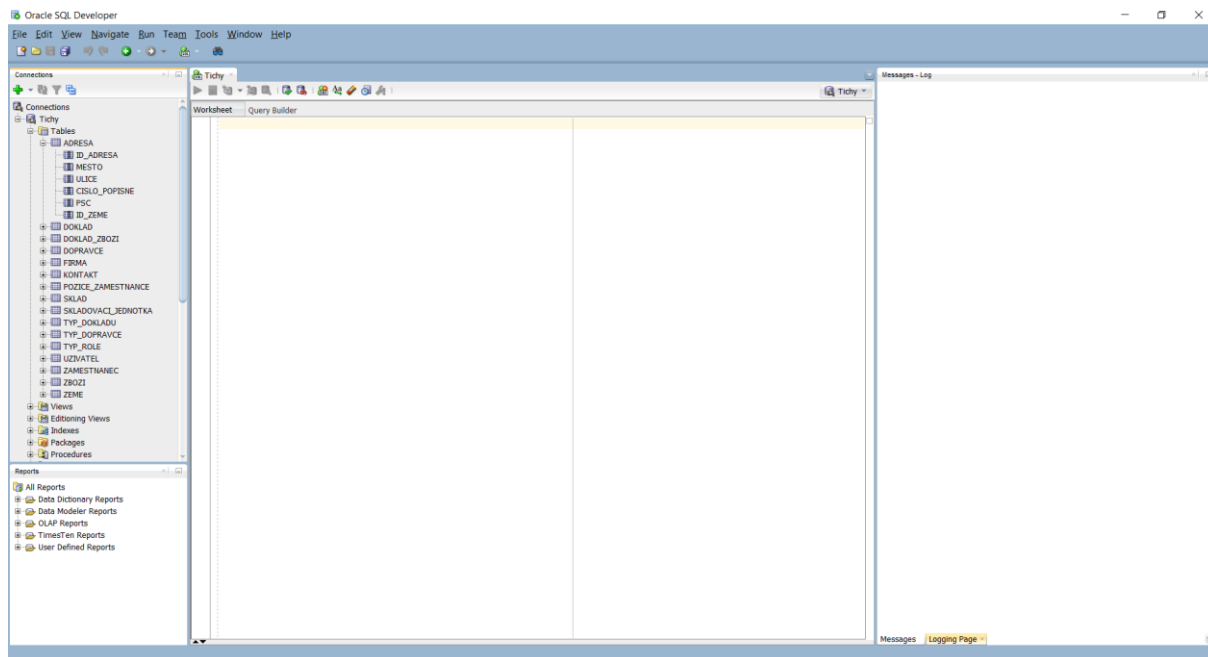 Oracle SQL Developer
File Edit View Navigate Run Team Tools Window Help
Connections
Connections
Tichy
Tables
ADRESA
ID_ADRESA
MESTO
ULICE
CISLO_POPISNE
PSC
ID_ZEME
DOKLAD
DOKLAD_ZBOZI
DOPRAVCE
FIRMA
KONTAKT
POZICE_ZAMESTNANCE
SKLAD
SKLADOVACI_JEDNOTKA
TYP_DOKLADU
TYP_DOPRAVCE
TYP_ROLE
UZIVATEL
ZAMESTNANEC
ZBOZI
ZEME
Views
Editioning Views
Indexes
Packages
Procedures
Reports
All Reports
Data Dictionary Reports
Data Modeler Reports
OLAP Reports
TimesTen Reports
User Defined Reports
Tichy
Tichy
Worksheet Query Builder
Messages - Log
Messages Logging Page